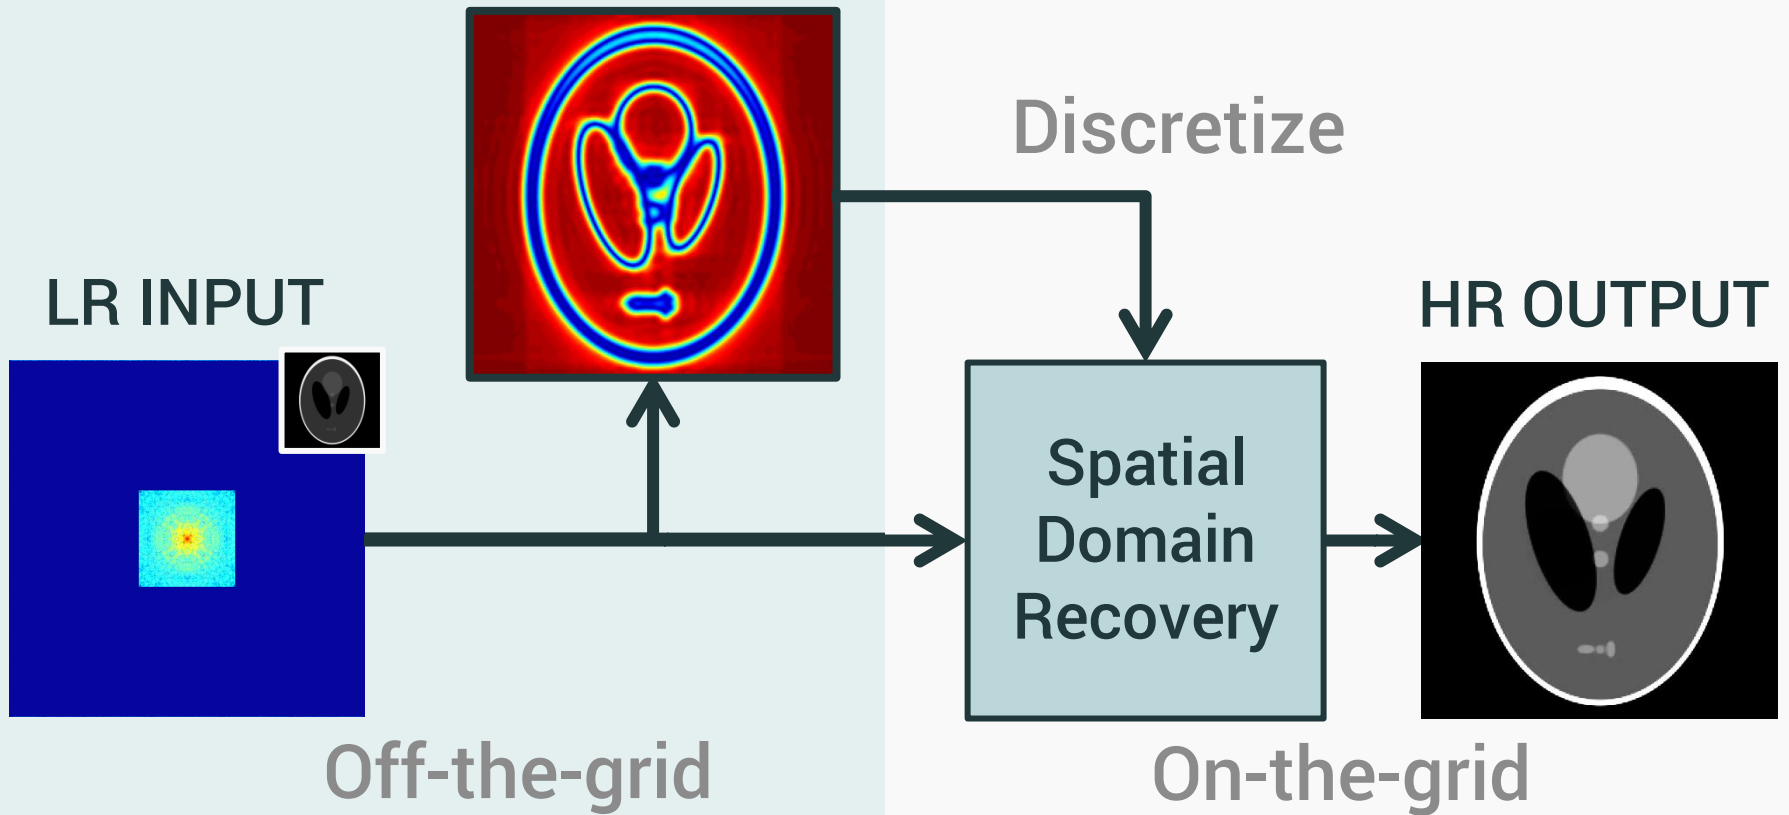 Discretize
LR INPUT
HR OUTPUT
Spatial
Domain
Recovery
Off-the-grid
On-the-grid